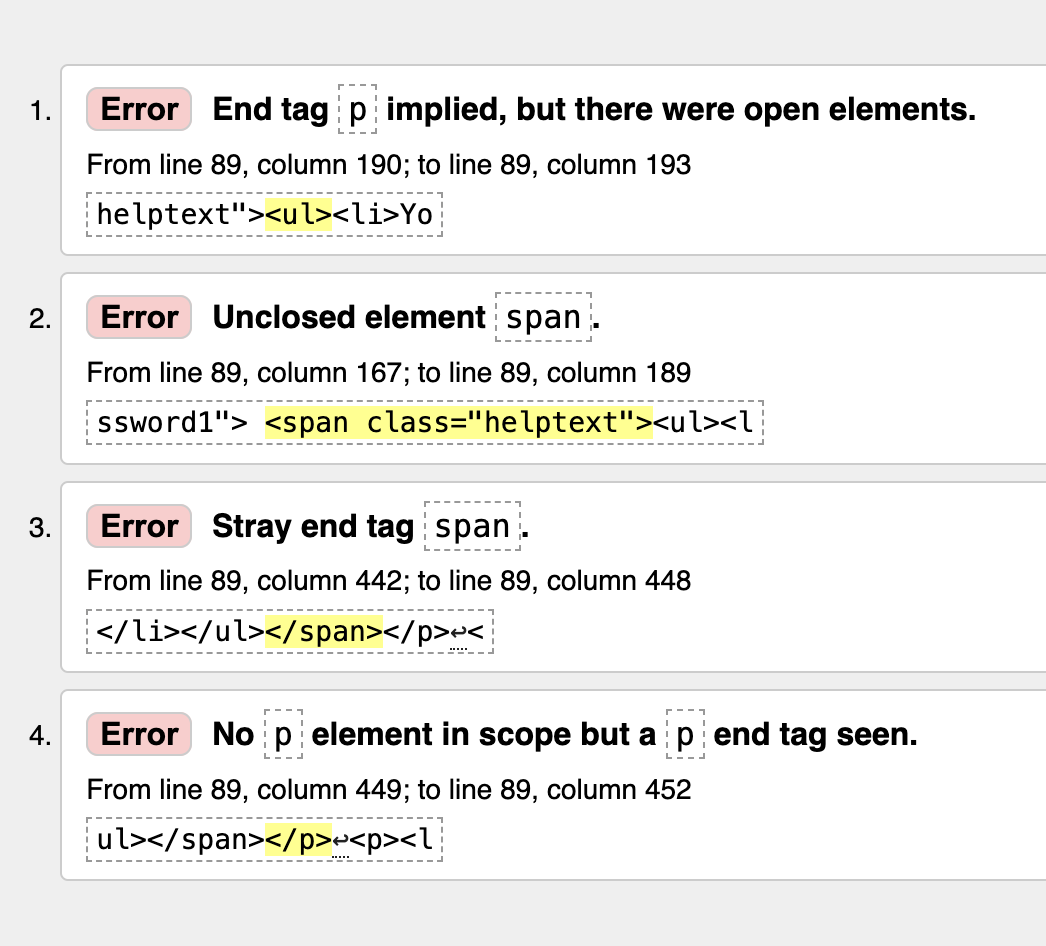 1. Error End tag p implied, but there were open elements.
From line 89, column 190; to line 89, column 193
helptext"><ul><li>Yo
2. Error Unclosed element span.
From line 89, column 167; to line 89, column 189
ssword1"> <span class="helptext"><ul><l
3. Error Stray end tag span.
From line 89, column 442; to line 89, column 448
</li></ul></span></p>↩<
4. Error No p element in scope but a p end tag seen.
From line 89, column 449; to line 89, column 452
ul></span></p>↩<p><l